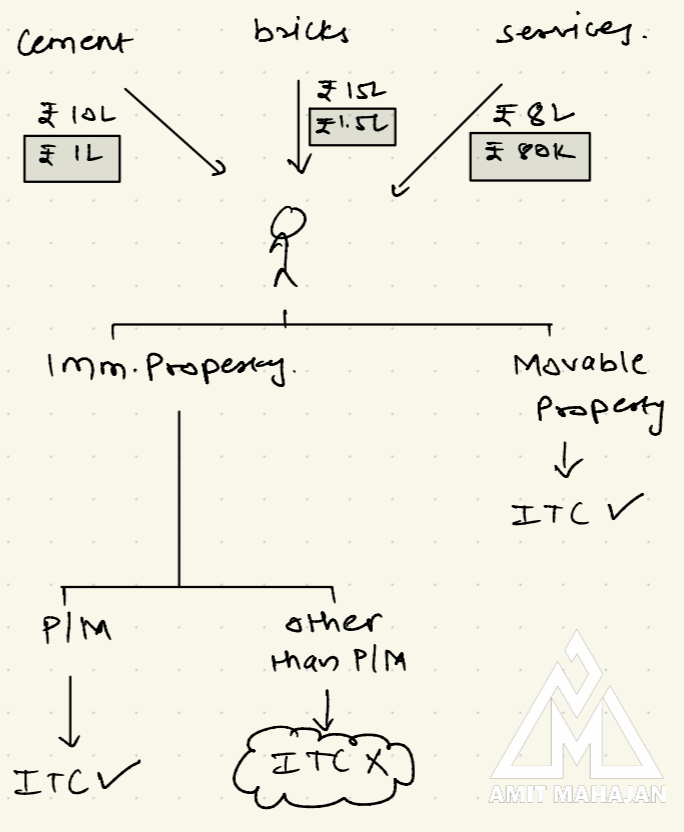 Cement
bricks
services.
₹ 10L
₹ 1L
₹ 15L
₹1.5L
₹ 8L
₹ 80K
Imm. Property.
Movable
Property
ITC ✓
P/M
other
than P/M
ITC ✓
ITC X
AMIT MAHAJAN